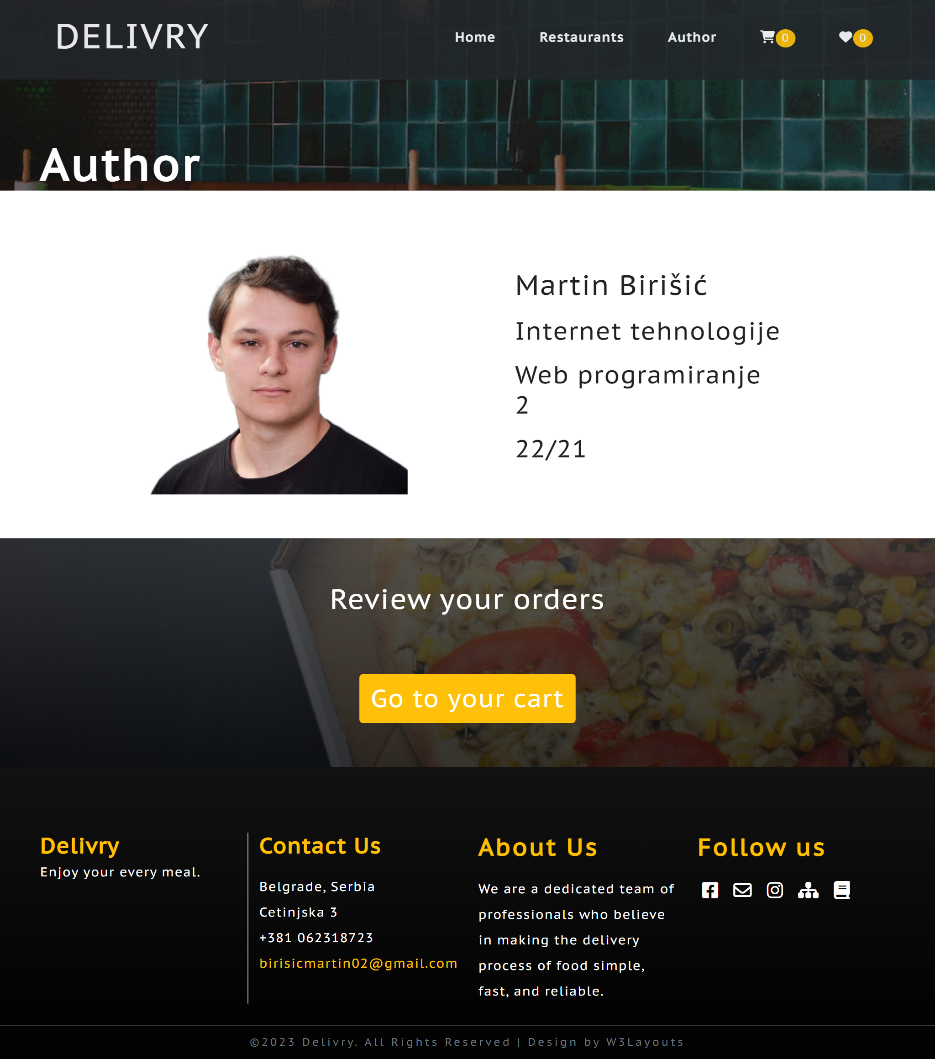 DELIVRY
Home Restaurants Author 0 0
Author
Martin Birišić
Internet tehnologije
Web programiranje
2
22/21
Review your orders
Go to your cart
Delivry
Enjoy your every meal.
Contact Us
Belgrade, Serbia
Cetinjska 3
+381 062318723
birisicmartin02@gmail.com
About Us
We are a dedicated team of
professionals who believe
in making the delivery
process of food simple,
fast, and reliable.
Follow us
©2023 Delivry. All Rights Reserved | Design by W3Layouts